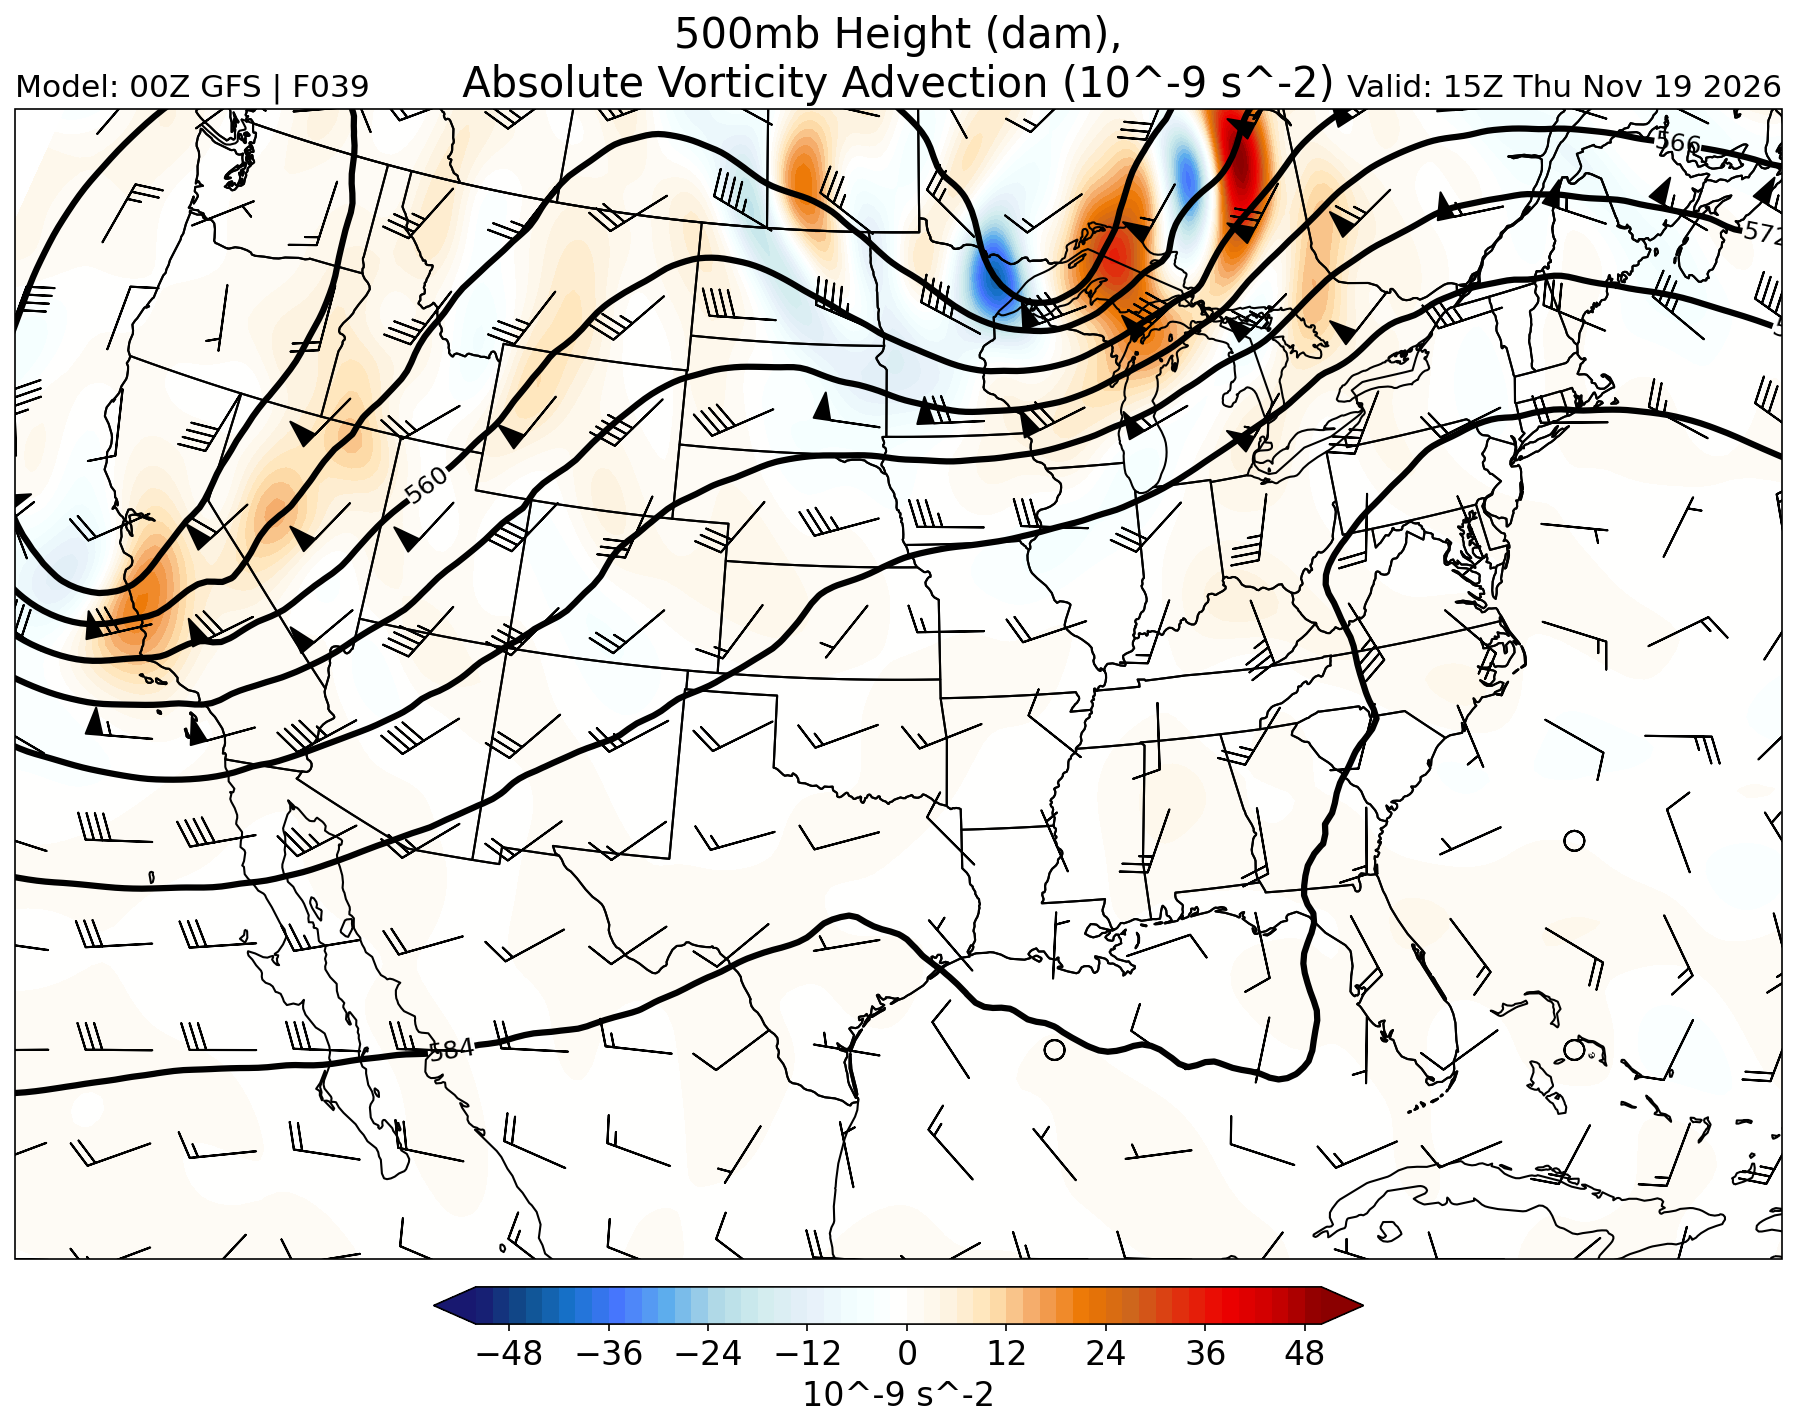 500mb Height (dam),
Model: 00Z GFS | F039
Absolute Vorticity Advection (10^-9 s^-2)
Valid: 15Z Thu Nov 19 2026
566
572
560
584
−48 −36 −24 −12 0 12 24 36 48
10^-9 s^-2